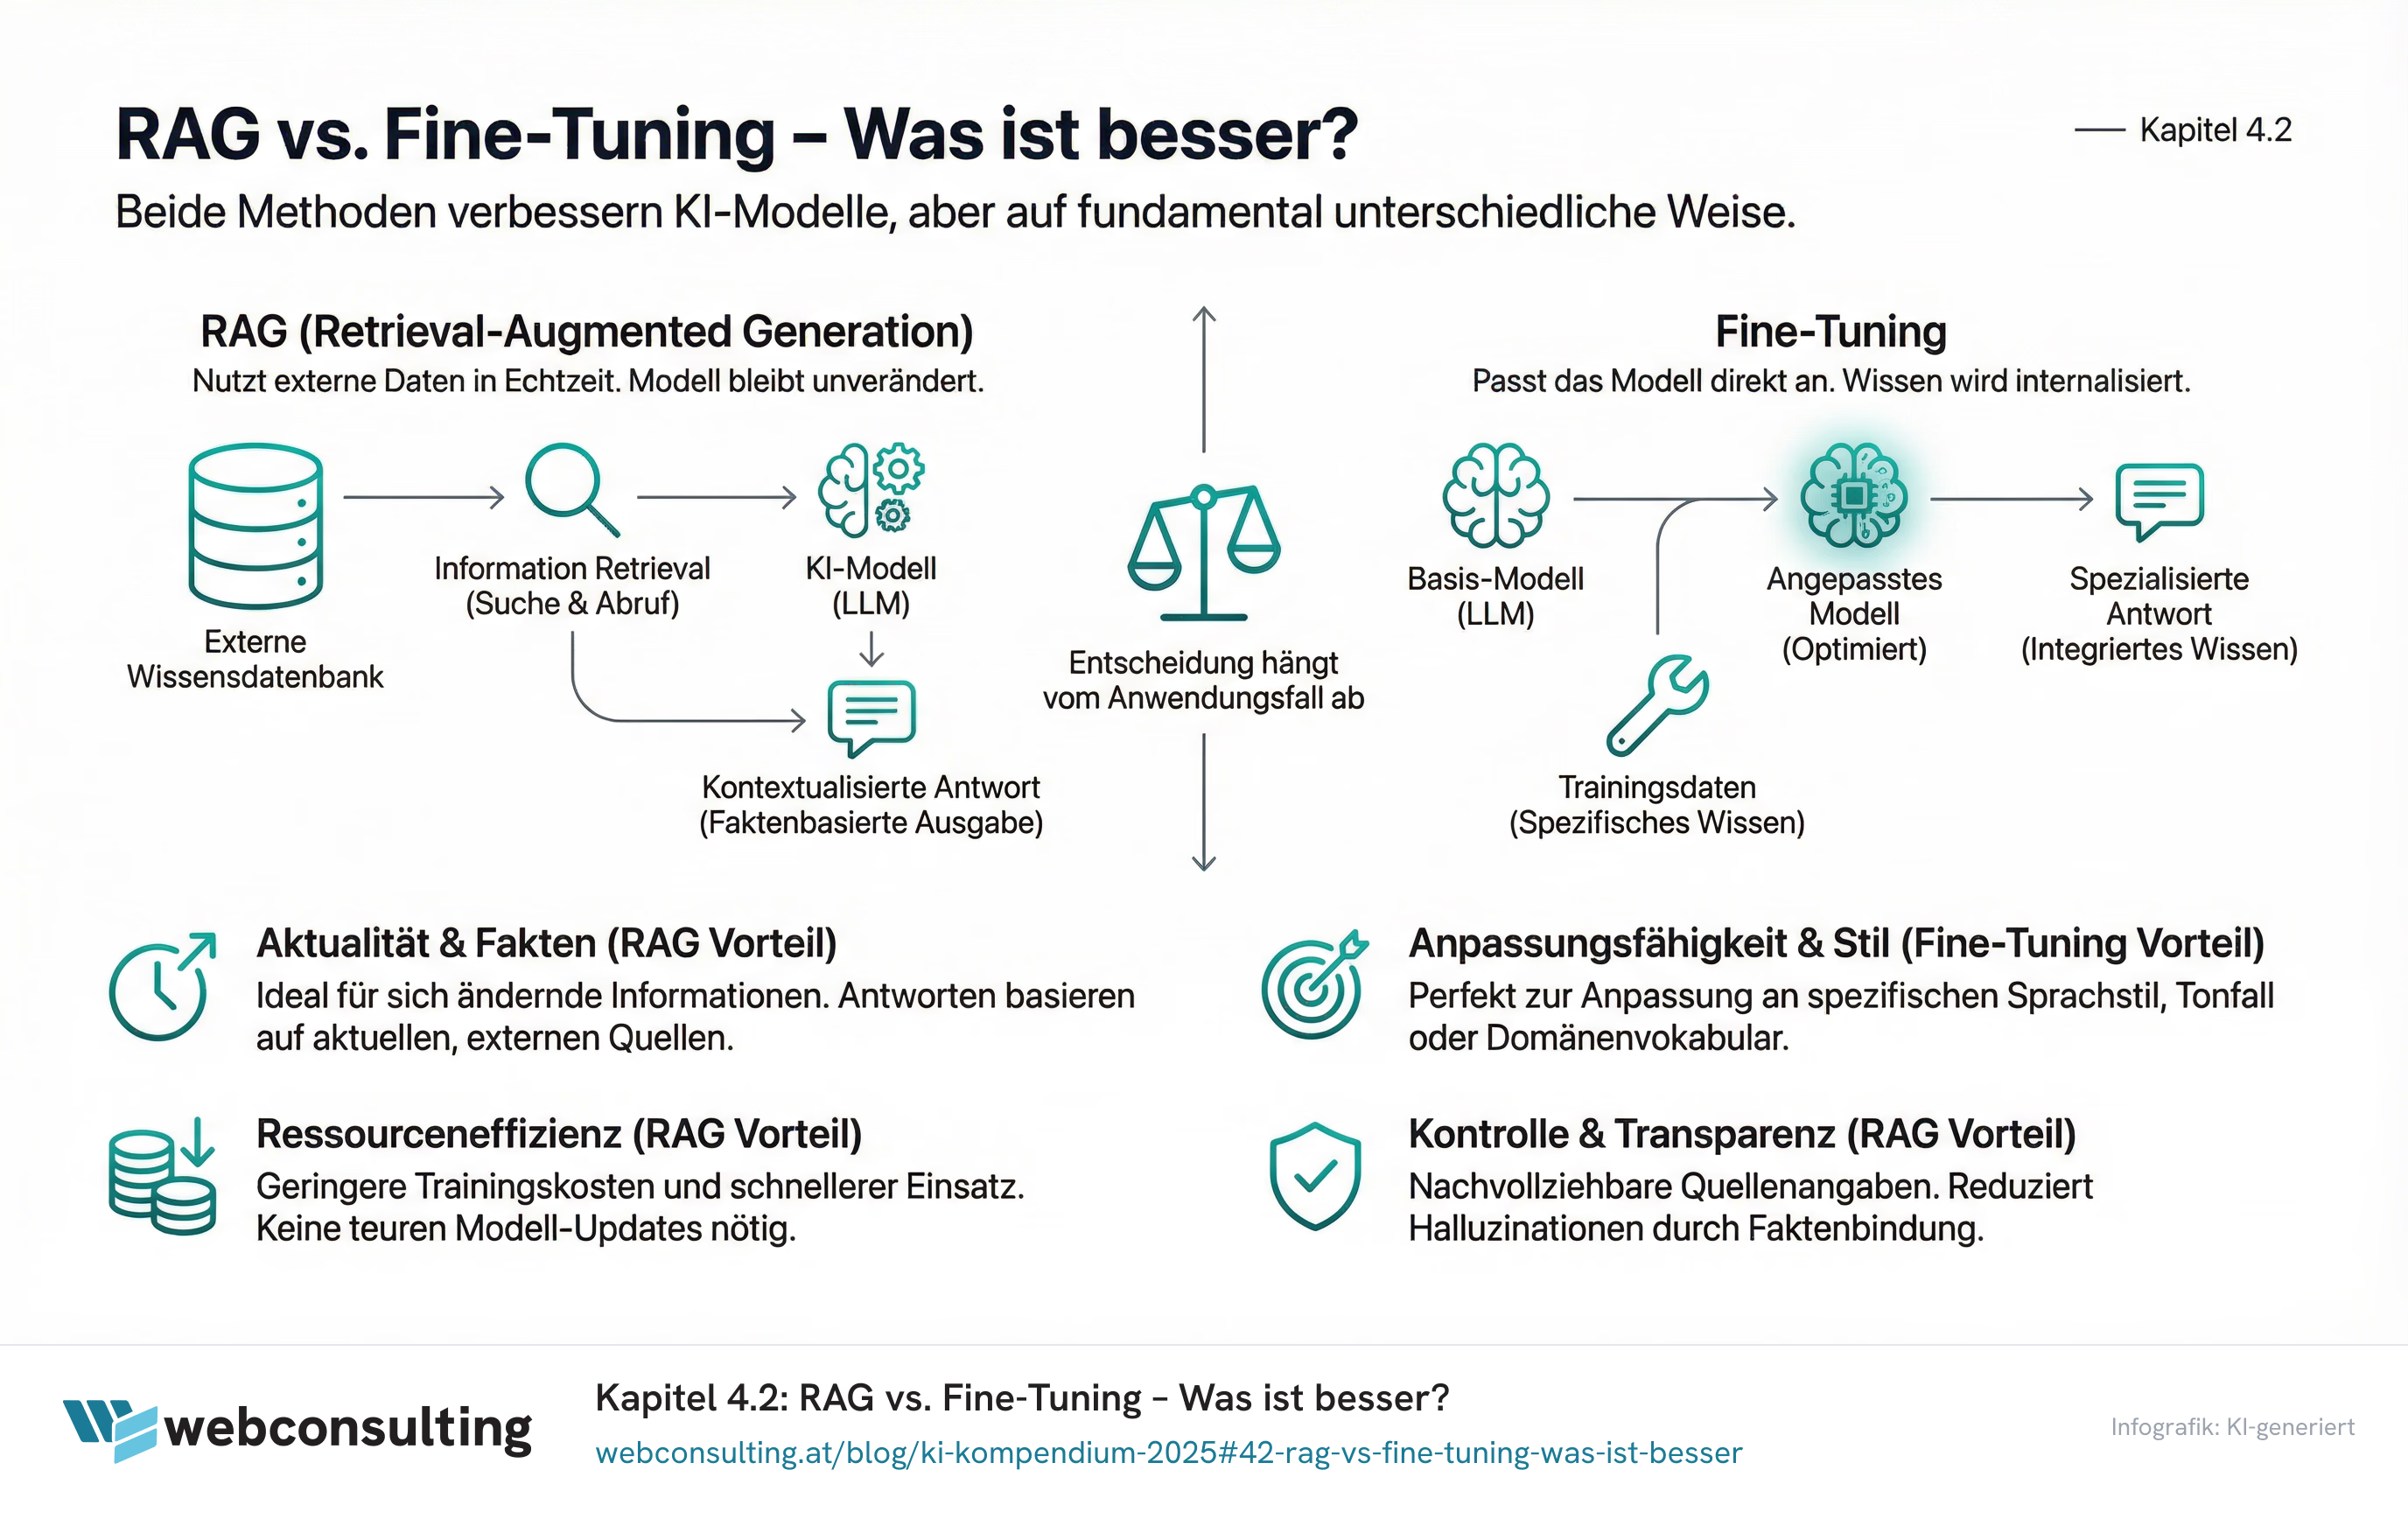 RAG vs. Fine-Tuning – Was ist besser?
— Kapitel 4.2
Beide Methoden verbessern KI-Modelle, aber auf fundamental unterschiedliche Weise.
RAG (Retrieval-Augmented Generation)
Nutzt externe Daten in Echtzeit. Modell bleibt unverändert.
Externe
Wissensdatenbank
Information Retrieval
(Suche & Abruf)
KI-Modell
(LLM)
Kontextualisierte Antwort
(Faktenbasierte Ausgabe)
Entscheidung hängt
vom Anwendungsfall ab
Fine-Tuning
Passt das Modell direkt an. Wissen wird internalisiert.
Basis-Modell
(LLM)
Angepasstes
Modell
(Optimiert)
Spezialisierte
Antwort
(Integriertes Wissen)
Trainingsdaten
(Spezifisches Wissen)
Aktualität & Fakten (RAG Vorteil)
Ideal für sich ändernde Informationen. Antworten basieren
auf aktuellen, externen Quellen.
Anpassungsfähigkeit & Stil (Fine-Tuning Vorteil)
Perfekt zur Anpassung an spezifischen Sprachstil, Tonfall
oder Domänenvokabular.
Ressourceneffizienz (RAG Vorteil)
Geringere Trainingskosten und schnellerer Einsatz.
Keine teuren Modell-Updates nötig.
Kontrolle & Transparenz (RAG Vorteil)
Nachvollziehbare Quellenangaben. Reduziert
Halluzinationen durch Faktenbindung.
webconsulting
Kapitel 4.2: RAG vs. Fine-Tuning – Was ist besser?
webconsulting.at/blog/ki-kompendium-2025#42-rag-vs-fine-tuning-was-ist-besser
Infografik: KI-generiert